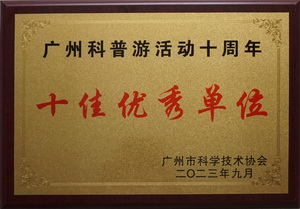 广州科普游活动十周年
十佳优秀单位
广州市科学技术协会
二〇二三年九月